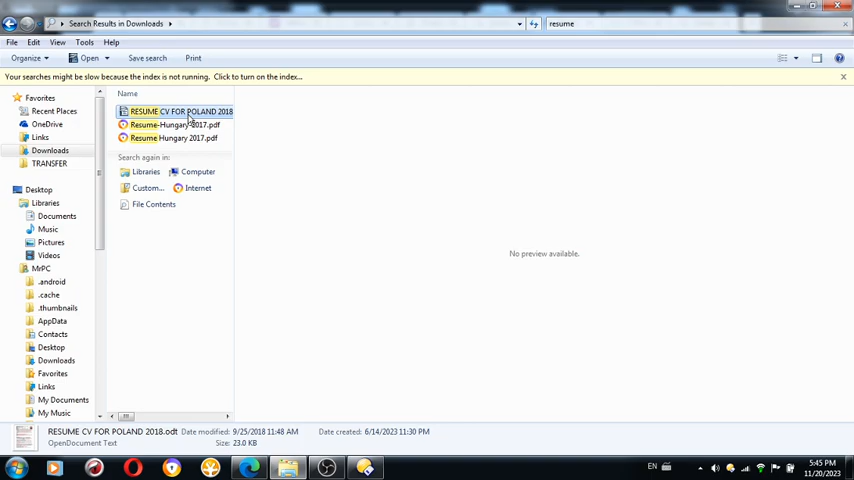 Search Results in Downloads
resume
File Edit View Tools Help
Organize Open Save search Print
Your searches might be slow because the index is not running. Click to turn on the index...
Favorites
Recent Places
OneDrive
Links
Downloads
TRANSFER
Desktop
Libraries
Documents
Music
Pictures
Videos
MrPC
.android
.cache
.thumbnails
AppData
Contacts
Desktop
Downloads
Favorites
Links
My Documents
My Music
Name
RESUME CV FOR POLAND 2018
Resume-Hungary-2017.pdf
Resume Hungary 2017.pdf
Search again in:
Libraries Computer
Custom... Internet
File Contents
No preview available.
RESUME CV FOR POLAND 2018.odt Date modified: 9/25/2018 11:48 AM Date created: 6/14/2023 11:30 PM
OpenDocument Text Size: 23.0 KB
EN
5:45 PM
11/20/2023